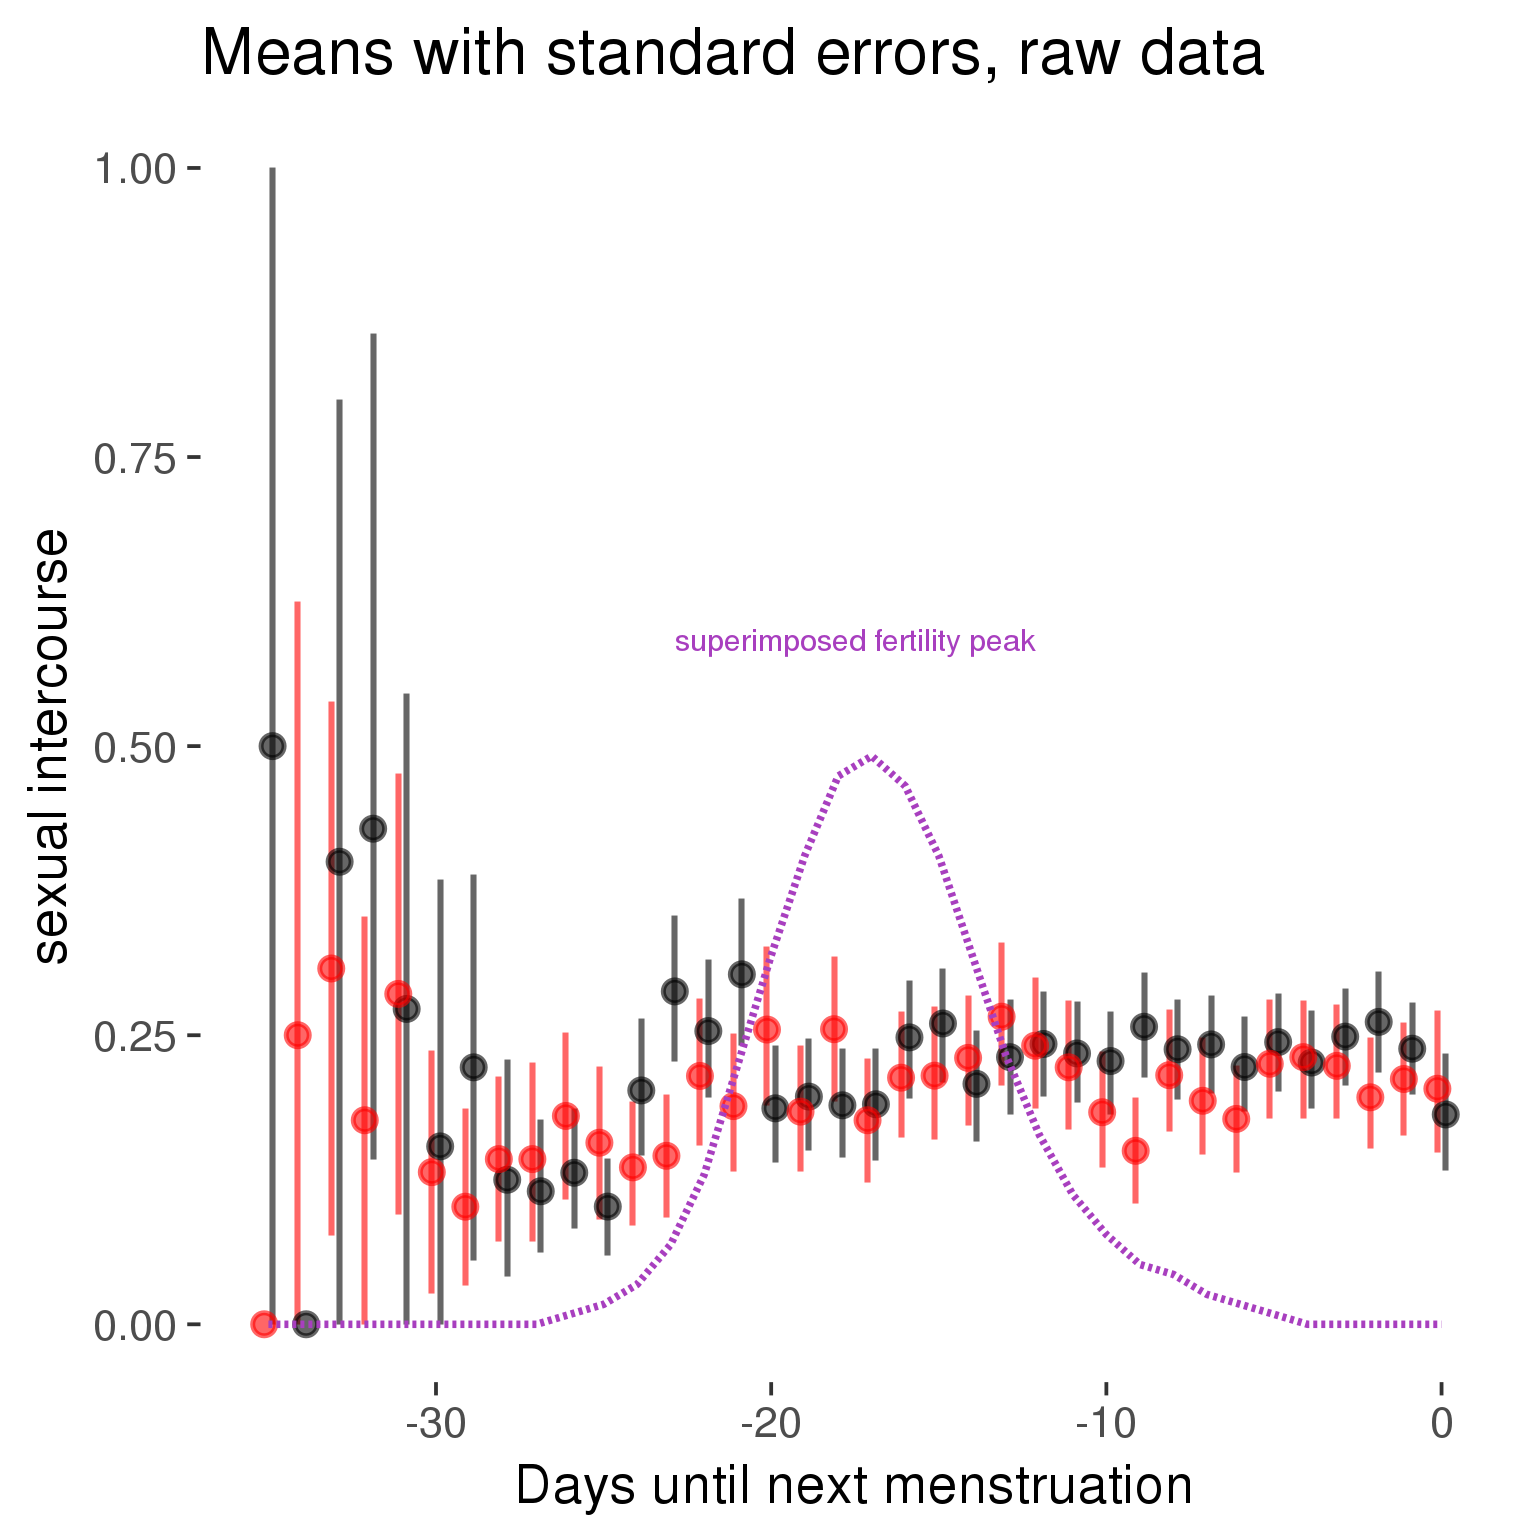 Means with standard errors, raw data
1.00
0.75
0.50
0.25
0.00
sexual intercourse
superimposed fertility peak
-30
-20
-10
0
Days until next menstruation